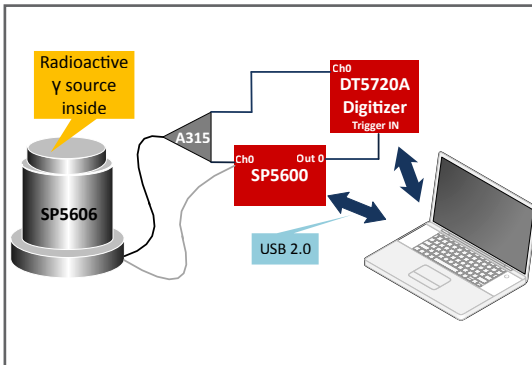 Radioactive
γ source
inside
SP5606
A315
Ch0
DT5720A
Digitizer
Trigger IN
Ch0
Out 0
SP5600
USB 2.0